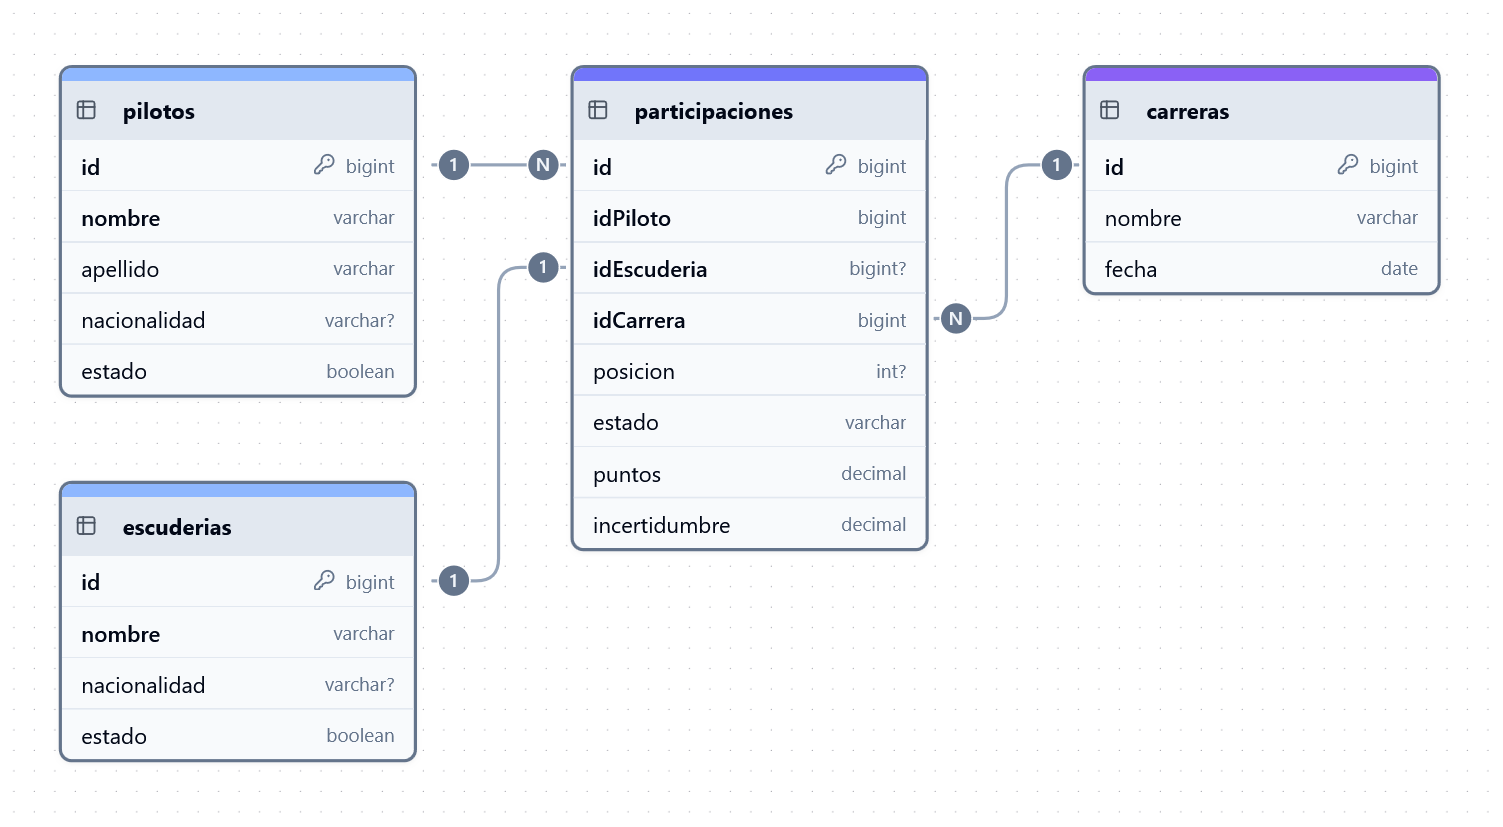 pilotos
id bigint
nombre varchar
apellido varchar
nacionalidad varchar?
estado boolean
1 N
participaciones
id bigint
idPiloto bigint
idEscuderia bigint?
idCarrera bigint
posicion int?
estado varchar
puntos decimal
incertidumbre decimal
1
N
1
carreras
id bigint
nombre varchar
fecha date
escuderias
id bigint
nombre varchar
nacionalidad varchar?
estado boolean
1